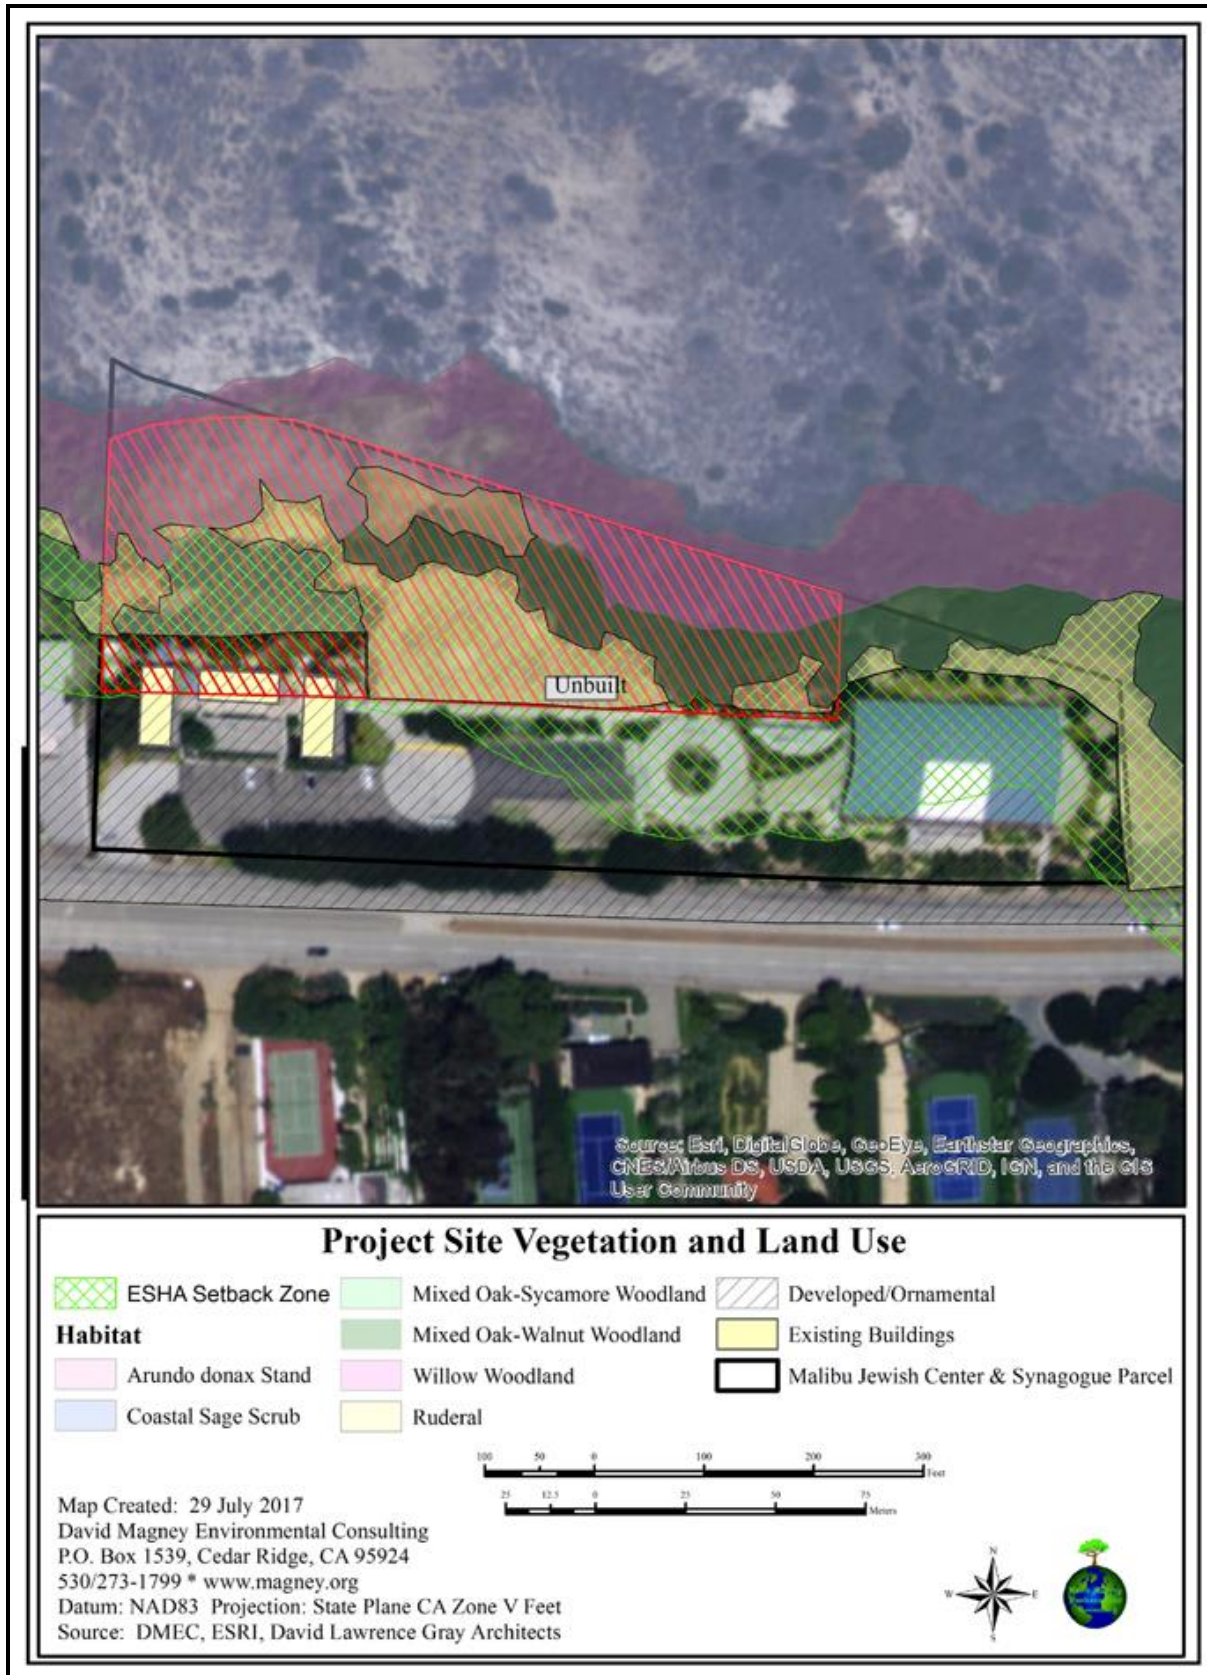 Unbuilt
Source: Esri, DigitalGlobe, GeoEye, Earthstar Geographics,
CNES/Airbus DS, USDA, USGS, AeroGRID, IGN, and the GIS
User Community
Project Site Vegetation and Land Use
ESHA Setback Zone
Habitat
Arundo donax Stand
Coastal Sage Scrub
Mixed Oak-Sycamore Woodland
Mixed Oak-Walnut Woodland
Willow Woodland
Ruderal
Developed/Ornamental
Existing Buildings
Malibu Jewish Center & Synagogue Parcel
100 50 0 100 200 300
Feet
25 12.5 0 25 50 75
Meters
Map Created: 29 July 2017
David Magney Environmental Consulting
P.O. Box 1539, Cedar Ridge, CA 95924
530/273-1799 * www.magney.org
Datum: NAD83 Projection: State Plane CA Zone V Feet
Source: DMEC, ESRI, David Lawrence Gray Architects
N
W E
S